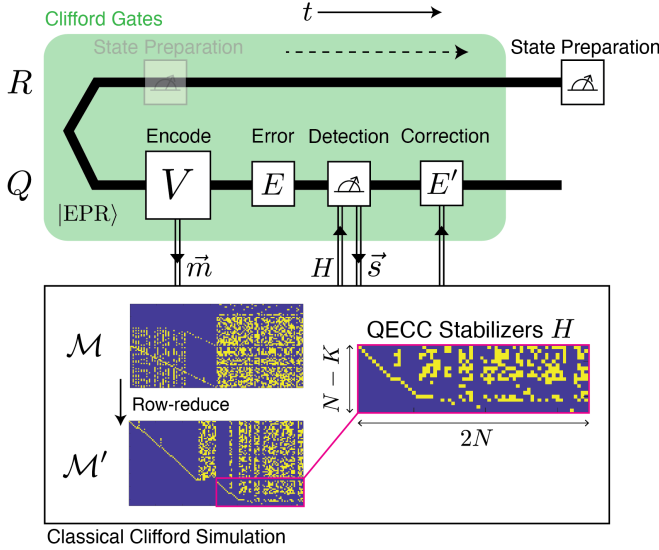 Clifford Gates
t
State Preparation
State Preparation
R
Encode
Error
Detection
Correction
Q
V
E
E′
|EPR⟩
m⃗
H
s⃗
M
QECC Stabilizers H
N − K
Row-reduce
2N
M′
Classical Clifford Simulation